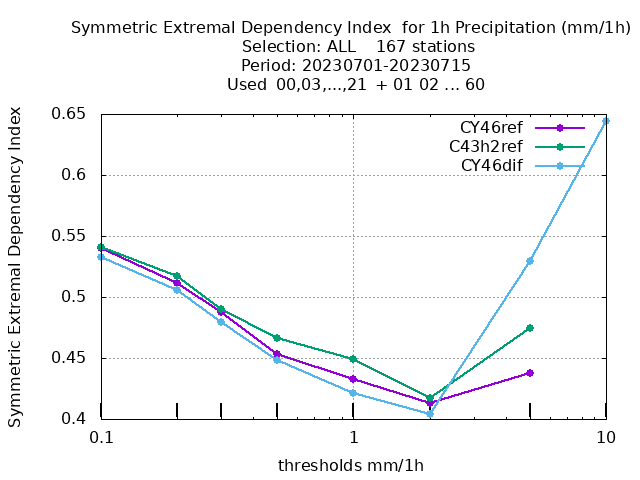 Symmetric Extremal Dependency Index  for 1h Precipitation (mm/1h)
Selection: ALL    167 stations
Period: 20230701-20230715
Used  00,03,...,21  + 01 02 ... 60
Symmetric Extremal Dependency Index
0.65
0.6
0.55
0.5
0.45
0.4
CY46ref
C43h2ref
CY46dif
0.1
1
10
thresholds mm/1h